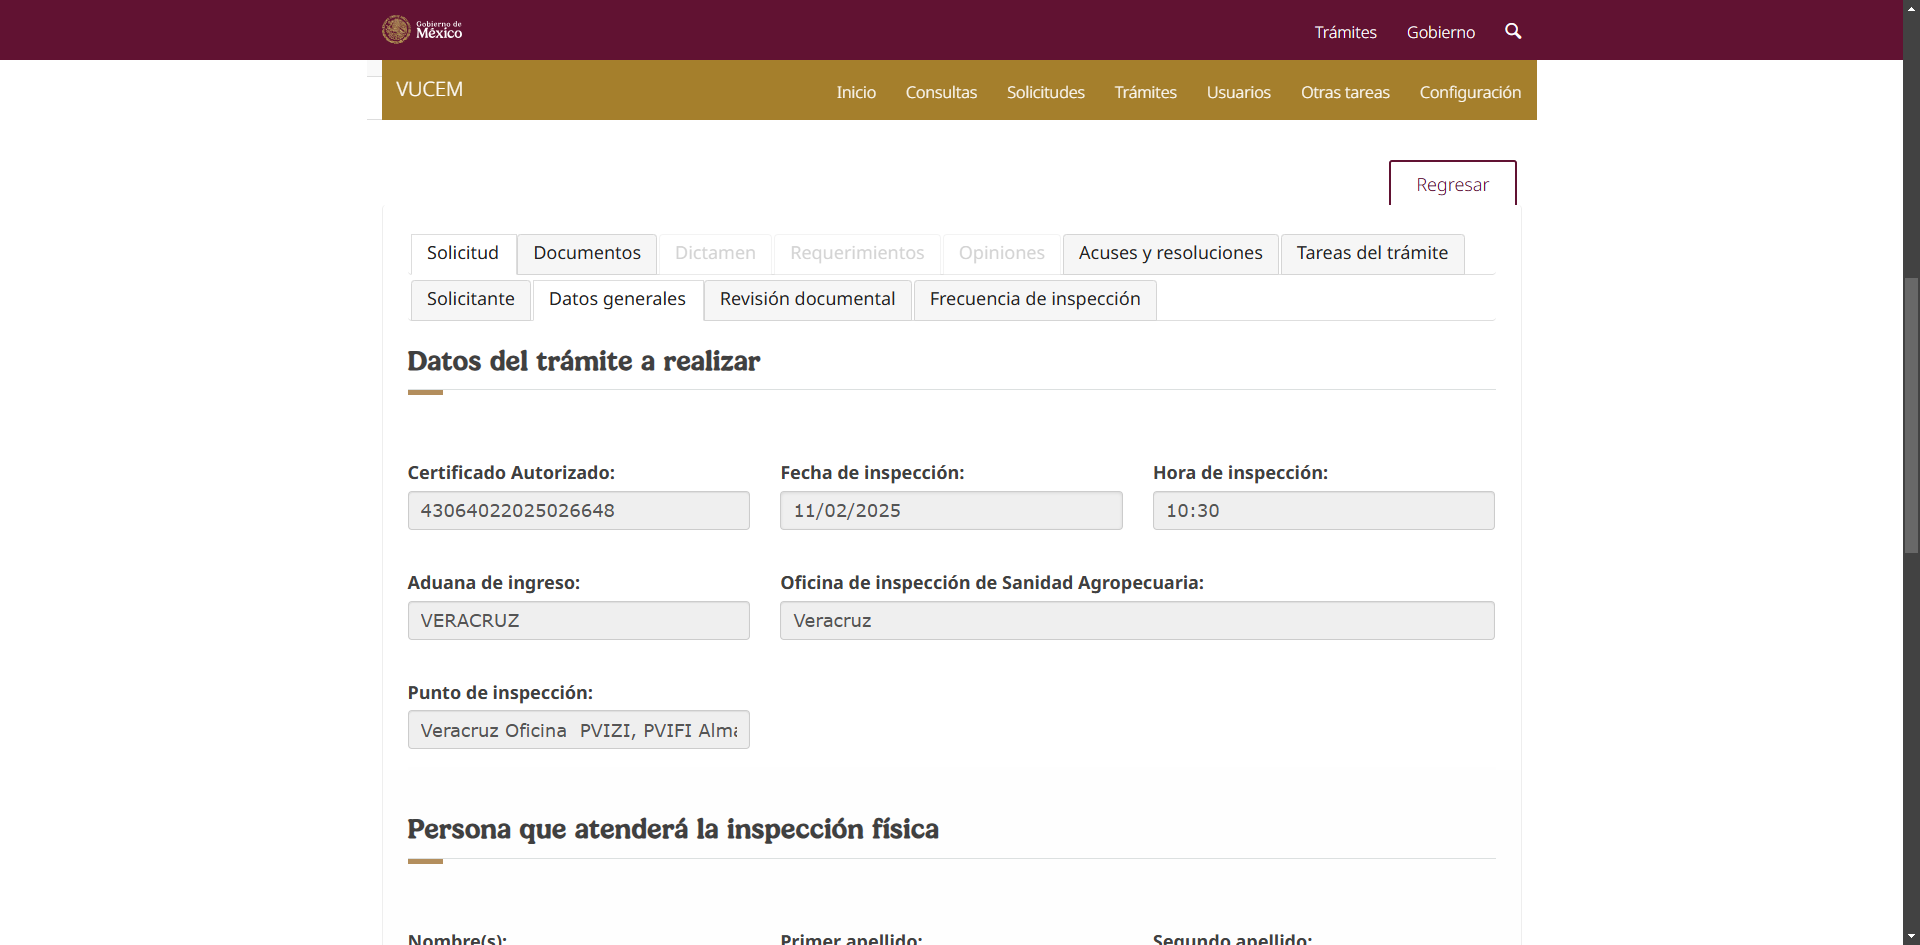 Gobierno de
México
Trámites Gobierno
VUCEM
Inicio Consultas Solicitudes Trámites Usuarios Otras tareas Configuración
Regresar
Solicitud Documentos Dictamen Requerimientos Opiniones Acuses y resoluciones Tareas del trámite
Solicitante Datos generales Revisión documental Frecuencia de inspección
Datos del trámite a realizar
Certificado Autorizado: Fecha de inspección: Hora de inspección:
43064022025026648 11/02/2025 10:30
Aduana de ingreso: Oficina de inspección de Sanidad Agropecuaria:
VERACRUZ Veracruz
Punto de inspección:
Veracruz Oficina PVIZI, PVIFI Alma
Persona que atenderá la inspección física
Nombre(s): Primer apellido: Segundo apellido: